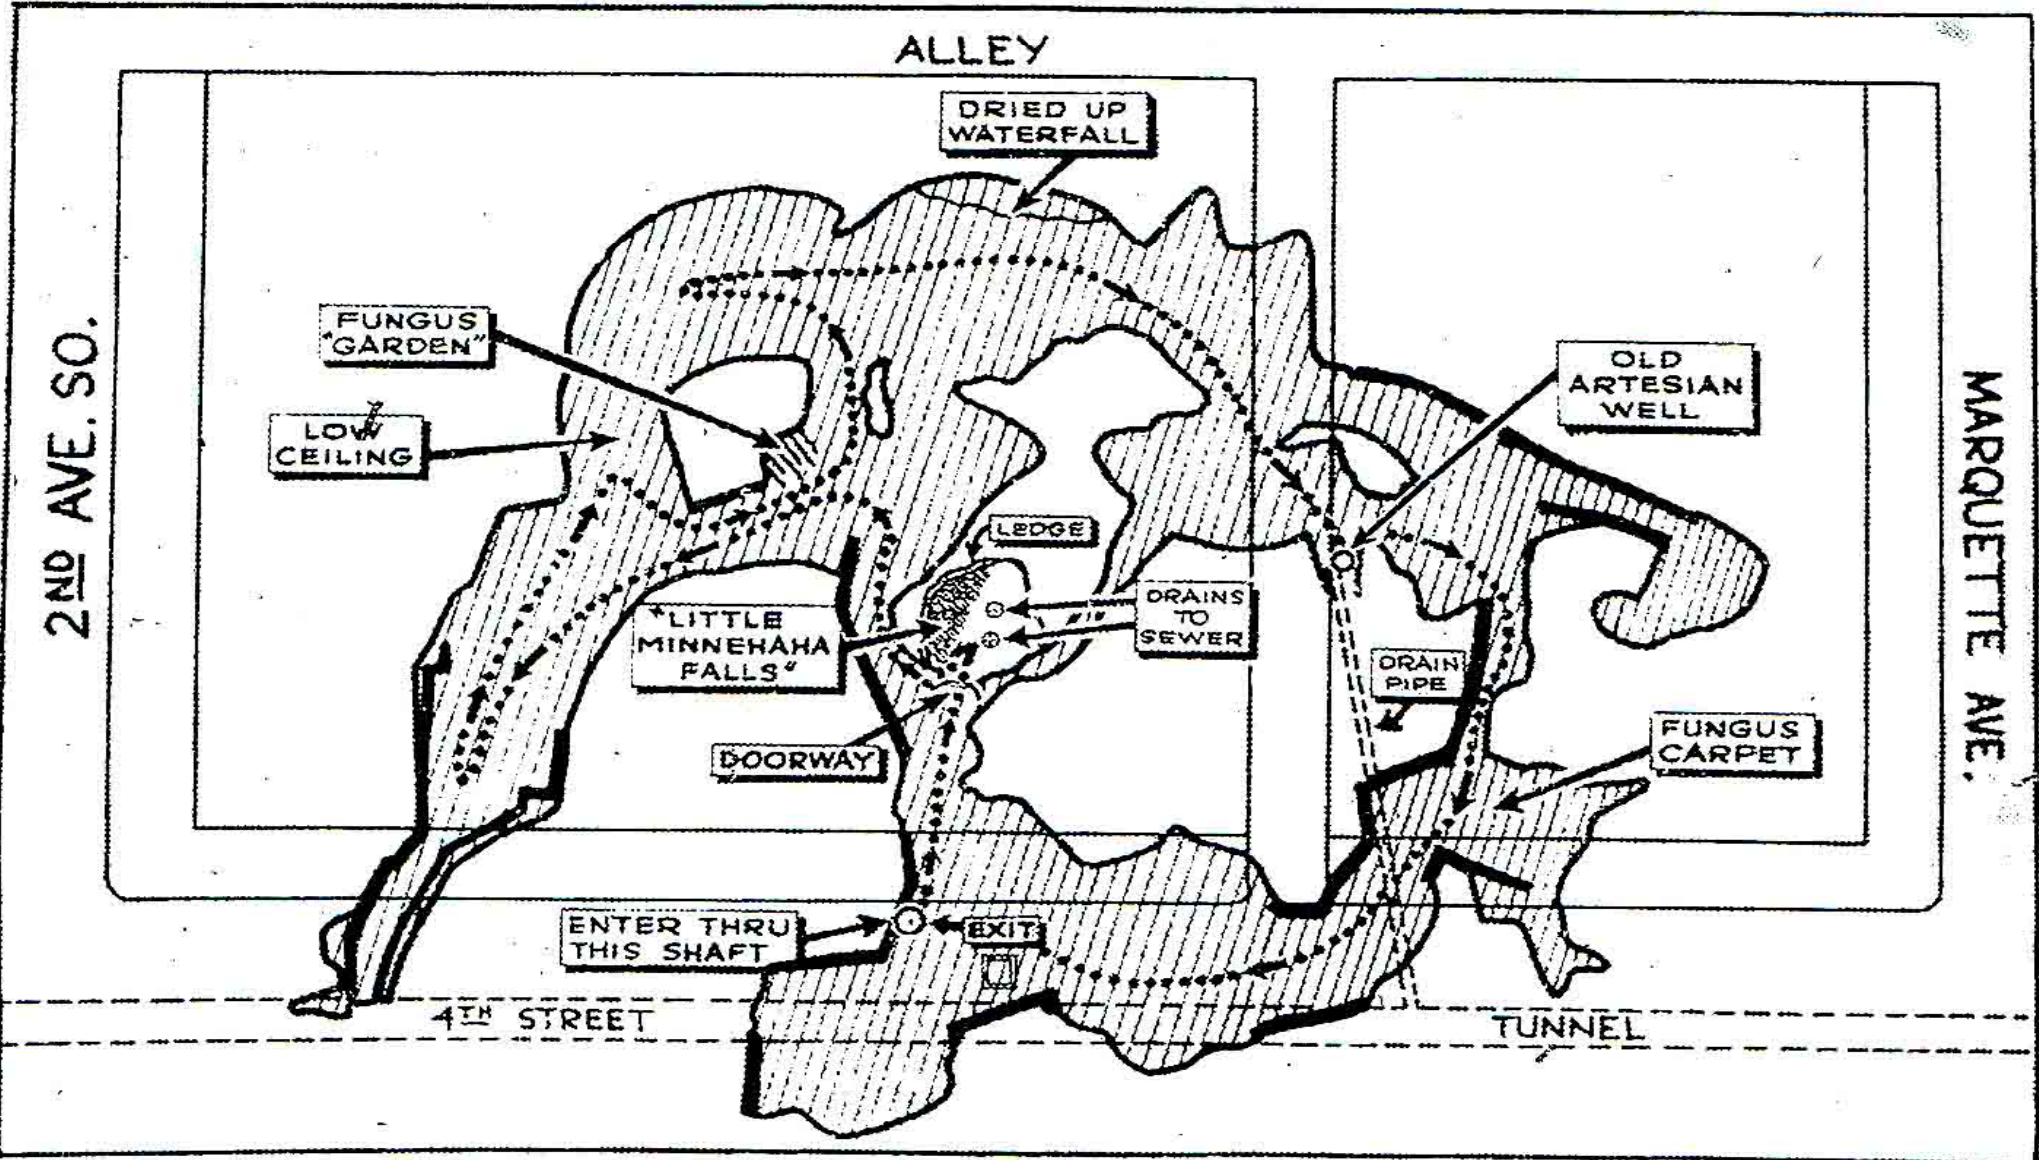 ALLEY
DRIED UP
WATERFALL
FUNGUS
"GARDEN"
LOW
CEILING
OLD
ARTESIAN
WELL
2ND AVE. SO.
MARQUETTE AVE.
LEDGE
"LITTLE
MINNEHAHA
FALLS"
DRAINS
TO
SEWER
DRAIN
PIPE
DOORWAY
FUNGUS
CARPET
ENTER THRU
THIS SHAFT
EXIT
4TH STREET
TUNNEL